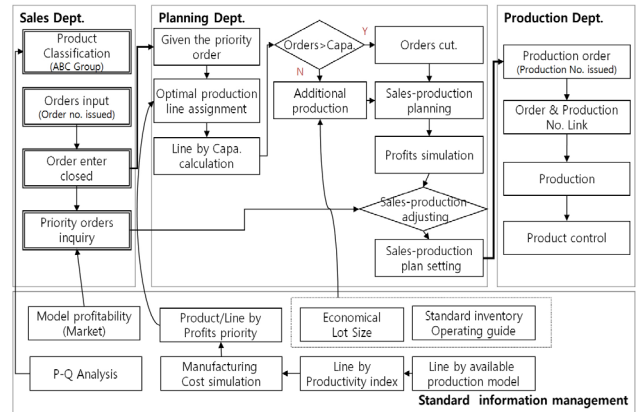 Sales Dept.
Product
Classification
(ABC Group)
Orders input
(Order no. issued)
Order enter
closed
Priority orders
inquiry
Planning Dept.
Given the priority
order
Optimal production
line assignment
Line by Capa.
calculation
Orders>Capa.
Y
N
Additional
production
Orders cut.
Sales-production
planning
Profits simulation
Sales-production
adjusting
Sales-production
plan setting
Production Dept.
Production order
(Production No. issued)
Order & Production
No. Link
Production
Product control
Model profitability
(Market)
Product/Line by
Profits priority
Economical
Lot Size
Standard inventory
Operating guide
P-Q Analysis
Manufacturing
Cost simulation
Line by
Productivity index
Line by available
production model
Standard information management